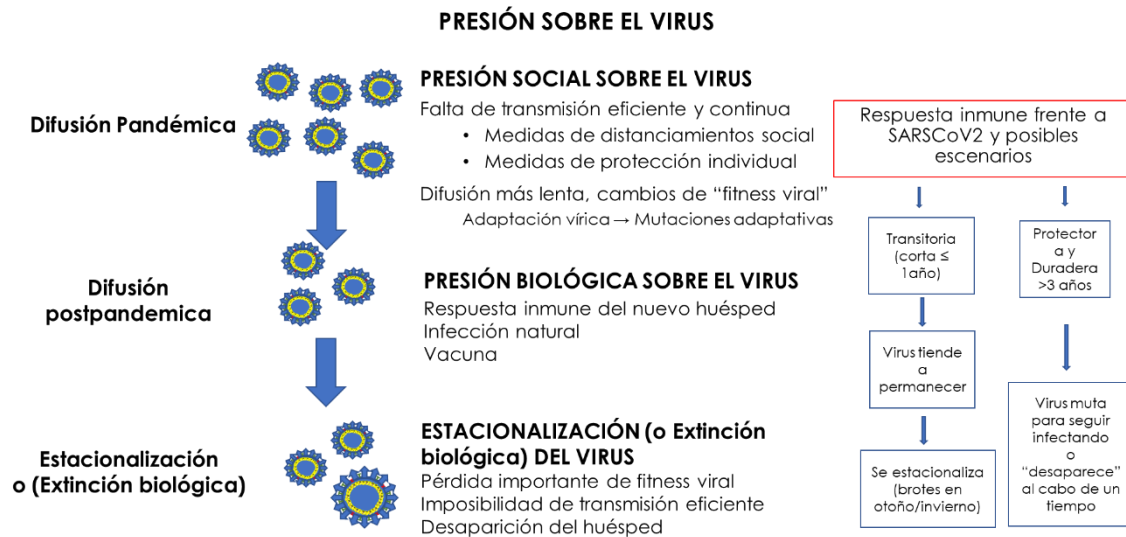 PRESIÓN SOBRE EL VIRUS
Difusión Pandémica
PRESIÓN SOCIAL SOBRE EL VIRUS
Falta de transmisión eficiente y continua
• Medidas de distanciamientos social
• Medidas de protección individual
Difusión más lenta, cambios de “fitness viral”
Adaptación vírica → Mutaciones adaptativas
Difusión
postpandemica
PRESIÓN BIOLÓGICA SOBRE EL VIRUS
Respuesta inmune del nuevo huésped
Infección natural
Vacuna
Estacionalización
o (Extinción biológica)
ESTACIONALIZACIÓN (o Extinción
biológica) DEL VIRUS
Pérdida importante de fitness viral
Imposibilidad de transmisión eficiente
Desaparición del huésped
Respuesta inmune frente a
SARSCoV2 y posibles
escenarios
Transitoria
(corta ≤
1año)
Virus tiende
a
permanecer
Se estacionaliza
(brotes en
otoño/invierno)
Protector
a y
Duradera
>3 años
Virus muta
para seguir
infectando
o
“desaparece”
al cabo de un
tiempo